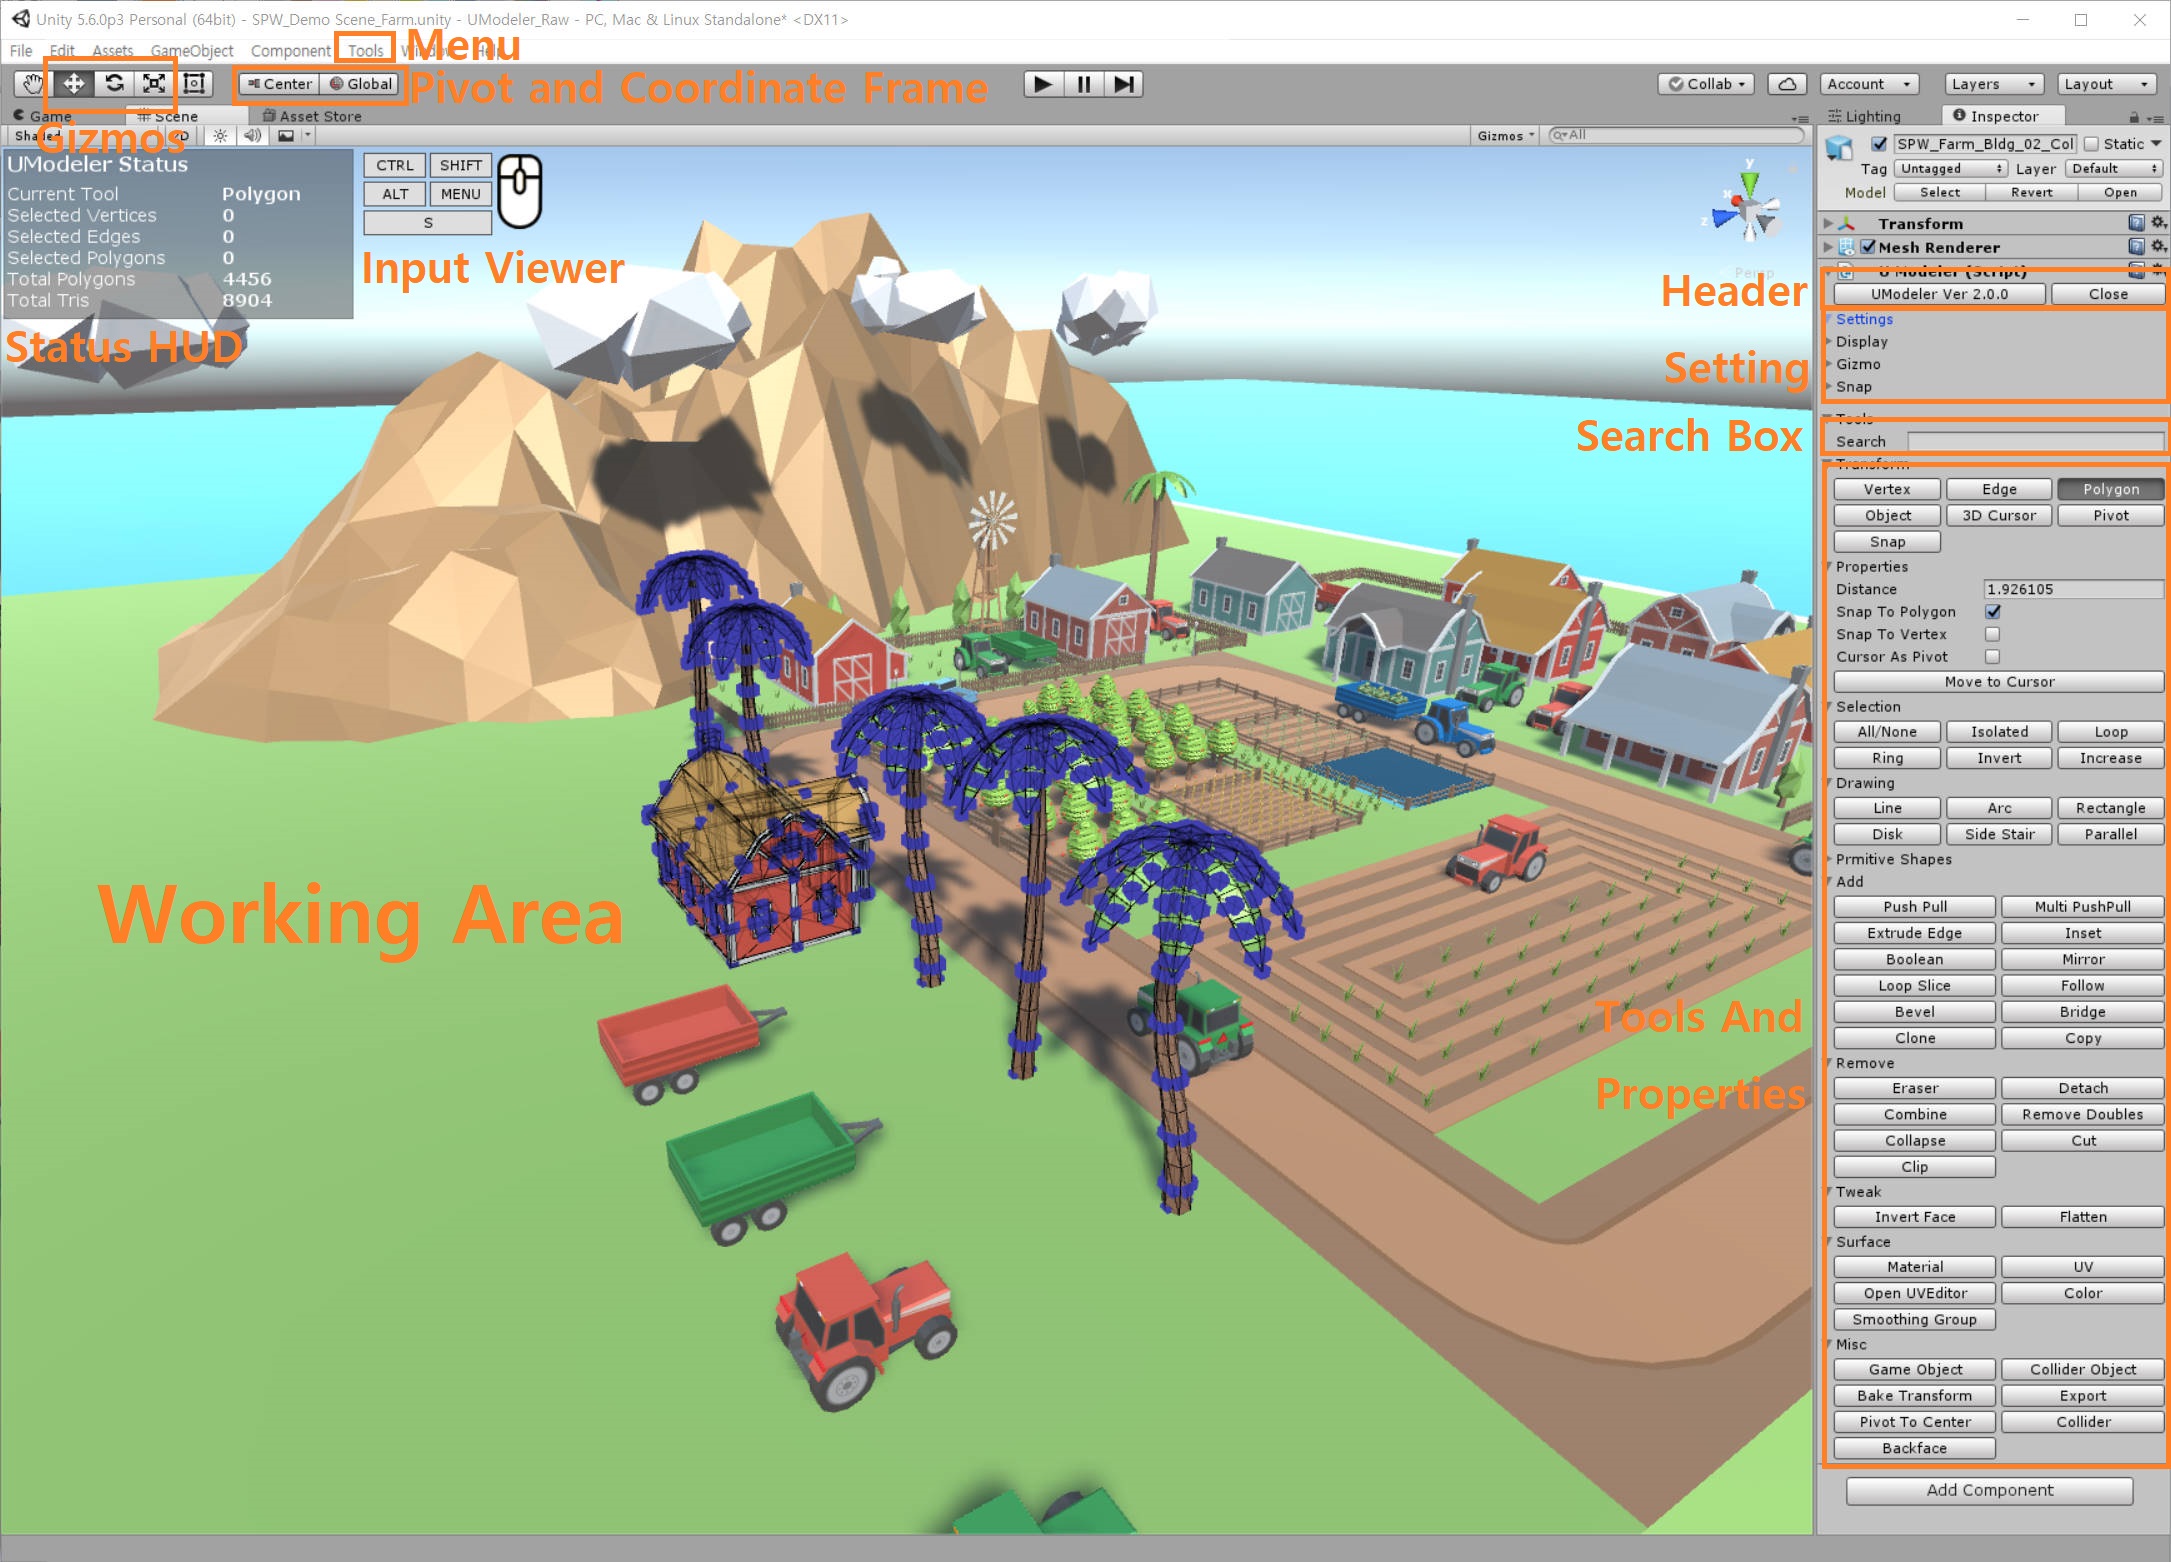 Unity 5.6.0p3 Personal (64bit) - SPW_Demo Scene_Farm.unity - UModeler_Raw - PC, Mac & Linux Standalone* <DX11>
File Edit Assets GameObject Component Tools
Menu
Center Global
Pivot and Coordinate Frame
Collab Account Layers Layout
Game Scene Asset Store
Lighting Inspector
Gizmos
Gizmos All
UModeler Status
Current Tool Polygon
Selected Vertices 0
Selected Edges 0
Selected Polygons 0
Total Polygons 4456
Total Tris 8904
Status HUD
CTRL SHIFT
ALT MENU
S
Input Viewer
y
x
z
Persp
Working Area
SPW_Farm_Bldg_02_Col Static
Tag Untagged Layer Default
Model Select Revert Open
Transform
Mesh Renderer
U Modeler (Script)
Header
UModeler Ver 2.0.0 Close
Settings
Display
Setting
Gizmo
Snap
Tools
Search Box
Search
Transform
Vertex Edge Polygon
Object 3D Cursor Pivot
Snap
Properties
Distance 1.926105
Snap To Polygon
Snap To Vertex
Cursor As Pivot
Move to Cursor
Selection
All/None Isolated Loop
Ring Invert Increase
Drawing
Line Arc Rectangle
Disk Side Stair Parallel
Prmitive Shapes
Add
Push Pull Multi PushPull
Extrude Edge Inset
Boolean Mirror
Loop Slice Follow
Bevel Bridge
Clone Copy
Tools And
Properties
Remove
Eraser Detach
Combine Remove Doubles
Collapse Cut
Clip
Tweak
Invert Face Flatten
Surface
Material UV
Open UVEditor Color
Smoothing Group
Misc
Game Object Collider Object
Bake Transform Export
Pivot To Center Collider
Backface
Add Component